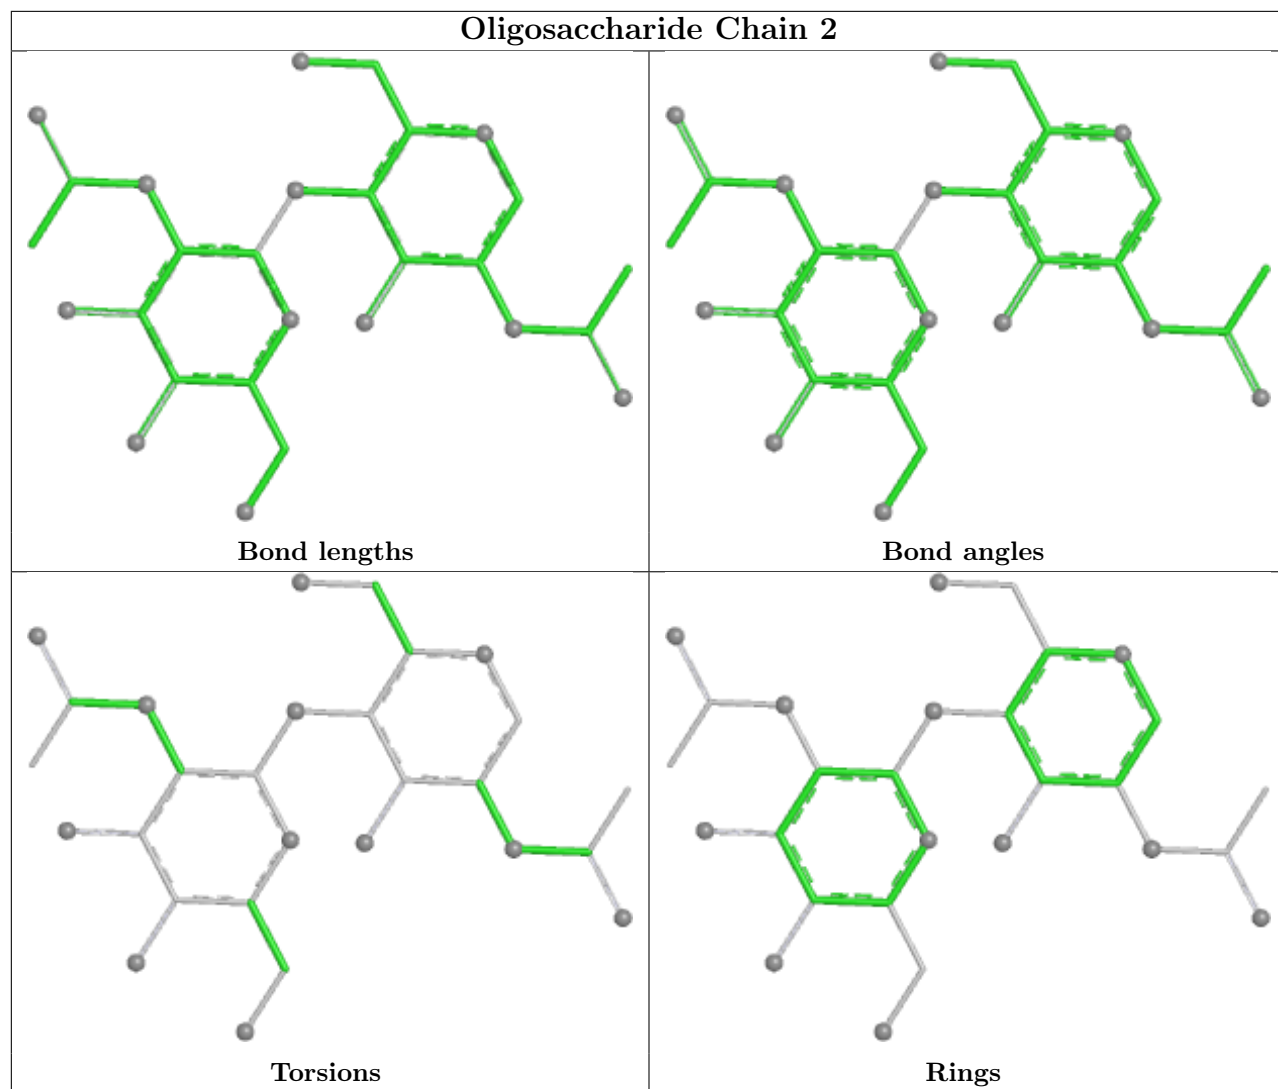 Oligosaccharide Chain 2
Bond lengths
Bond angles
Torsions
Rings